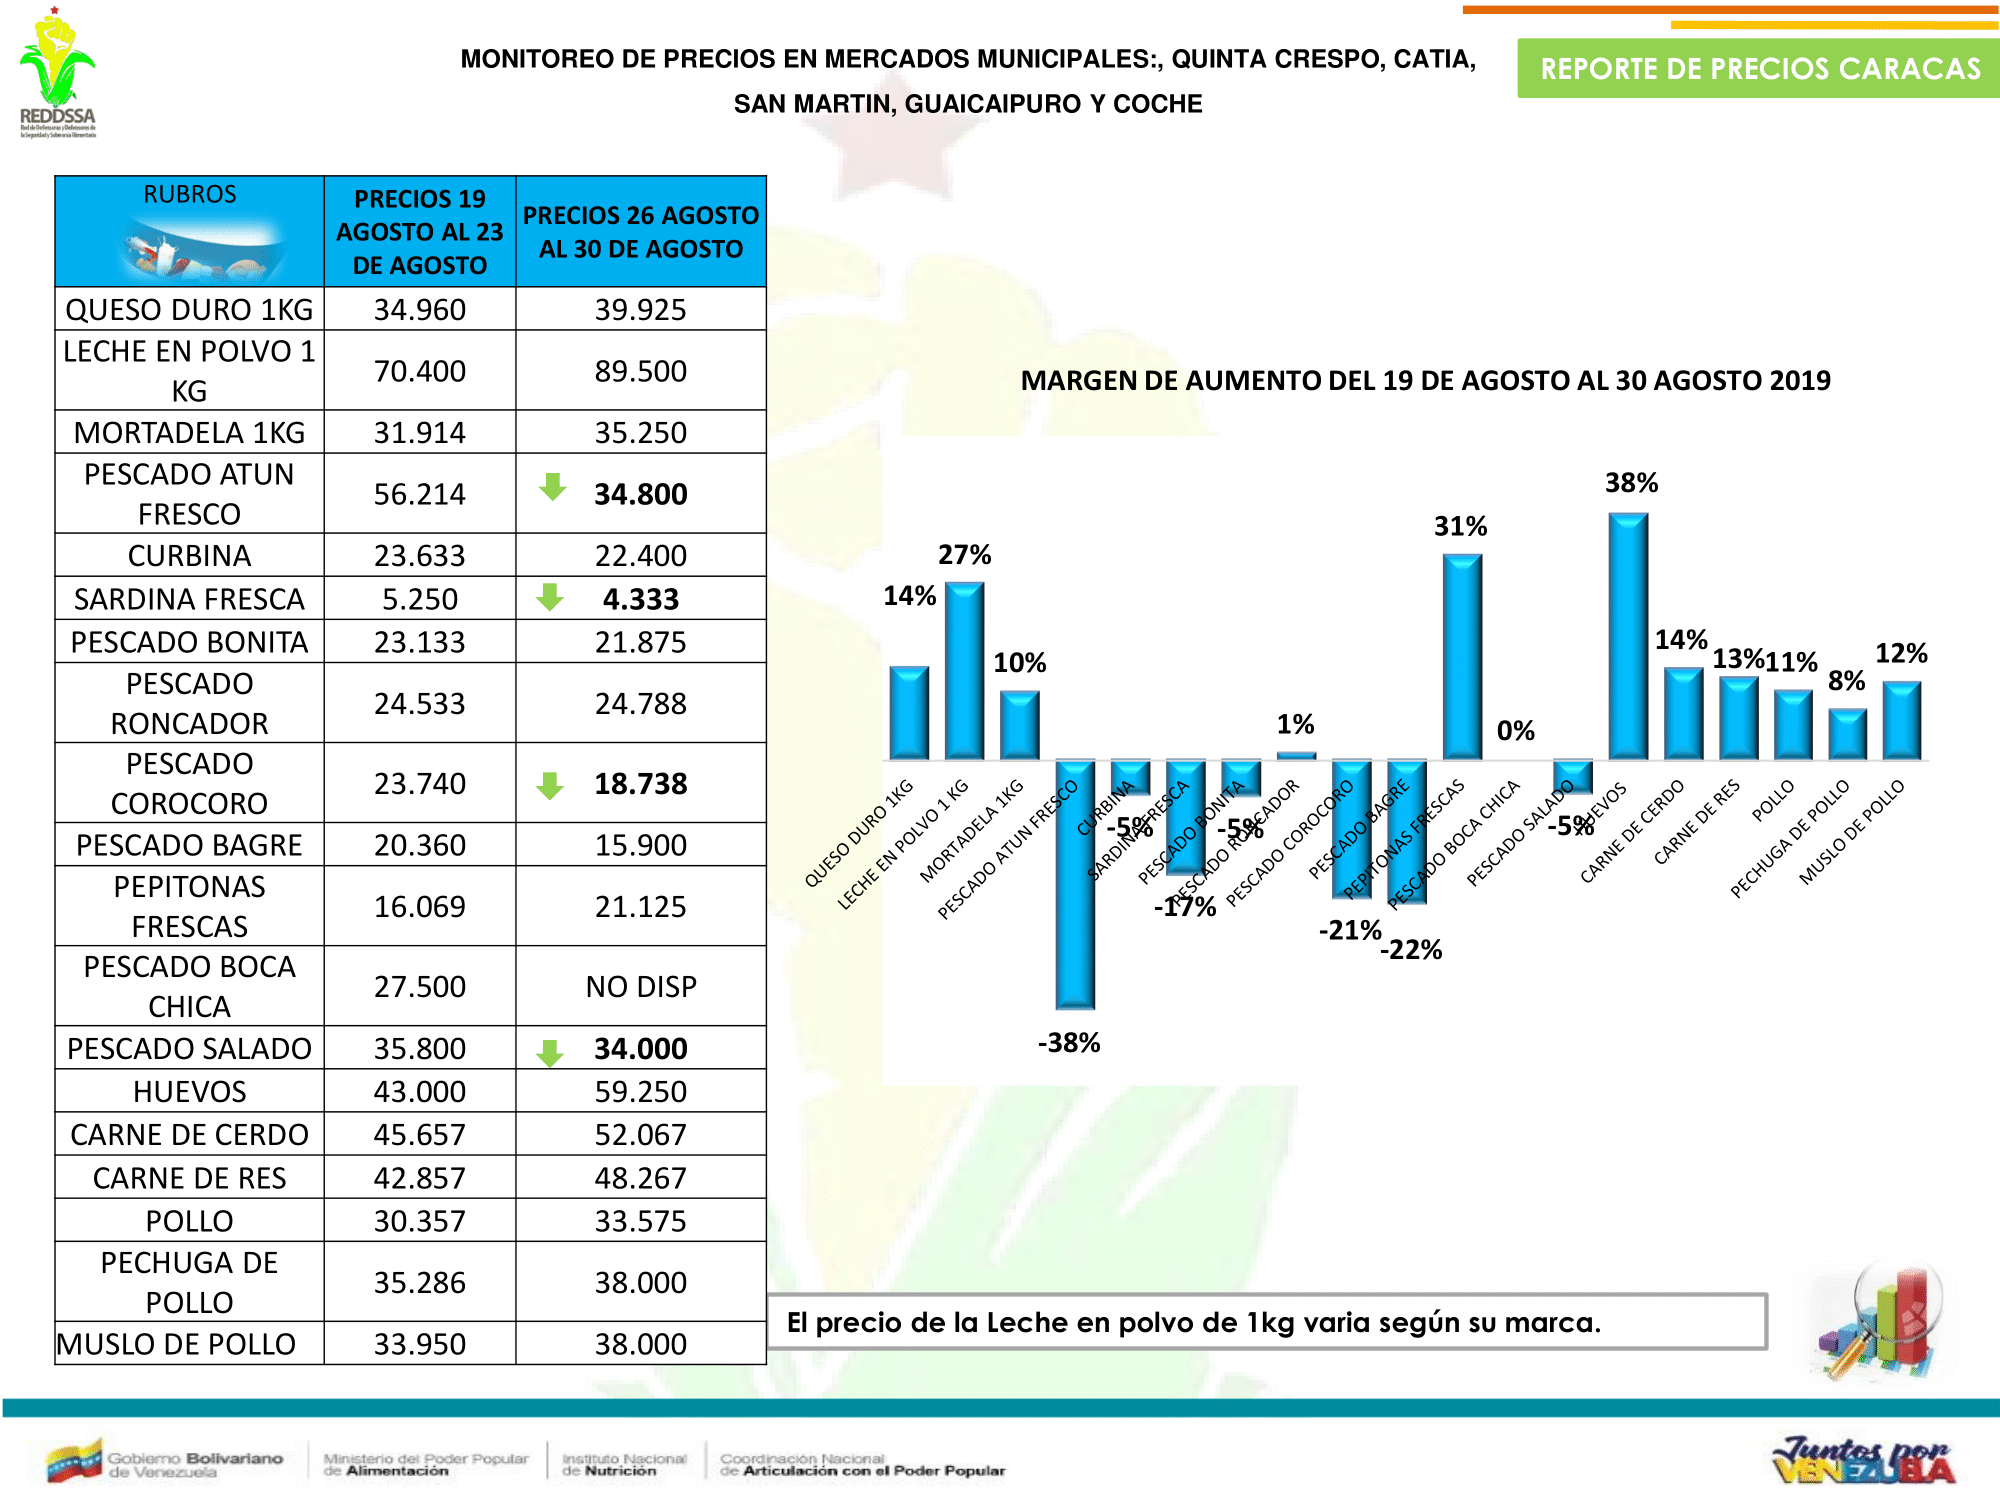 REDDSSA
Red de Defensoras y Defensores de
la Seguridad y Soberania Alimentaria
MONITOREO DE PRECIOS EN MERCADOS MUNICIPALES:, QUINTA CRESPO, CATIA,
SAN MARTIN, GUAICAIPURO Y COCHE
REPORTE DE PRECIOS CARACAS
RUBROS
PRECIOS 19
AGOSTO AL 23
DE AGOSTO
PRECIOS 26 AGOSTO
AL 30 DE AGOSTO
QUESO DURO 1KG 34.960 39.925
LECHE EN POLVO 1
KG 70.400 89.500
MORTADELA 1KG 31.914 35.250
PESCADO ATUN
FRESCO 56.214 34.800
CURBINA 23.633 22.400
SARDINA FRESCA 5.250 4.333
PESCADO BONITA 23.133 21.875
PESCADO
RONCADOR 24.533 24.788
PESCADO
COROCORO 23.740 18.738
PESCADO BAGRE 20.360 15.900
PEPITONAS
FRESCAS 16.069 21.125
PESCADO BOCA
CHICA 27.500 NO DISP
PESCADO SALADO 35.800 34.000
HUEVOS 43.000 59.250
CARNE DE CERDO 45.657 52.067
CARNE DE RES 42.857 48.267
POLLO 30.357 33.575
PECHUGA DE
POLLO 35.286 38.000
MUSLO DE POLLO 33.950 38.000
MARGEN DE AUMENTO DEL 19 DE AGOSTO AL 30 AGOSTO 2019
14%
27%
10%
-38%
-5%
-17%
-5%
1%
-21%
-22%
31%
0%
-5%
38%
14%
13%
11%
8%
12%
QUESO DURO 1KG
LECHE EN POLVO 1 KG
MORTADELA 1KG
PESCADO ATUN FRESCO
CURBINA
SARDINA FRESCA
PESCADO BONITA
PESCADO RONCADOR
PESCADO COROCORO
PESCADO BAGRE
PEPITONAS FRESCAS
PESCADO BOCA CHICA
PESCADO SALADO
HUEVOS
CARNE DE CERDO
CARNE DE RES
POLLO
PECHUGA DE POLLO
MUSLO DE POLLO
El precio de la Leche en polvo de 1kg varia según su marca.
Gobierno Bolivariano
de Venezuela
Ministerio del Poder Popular
de Alimentación
Instituto Nacional
de Nutrición
Coordinación Nacional
de Articulación con el Poder Popular
Juntos por
VENEZUELA